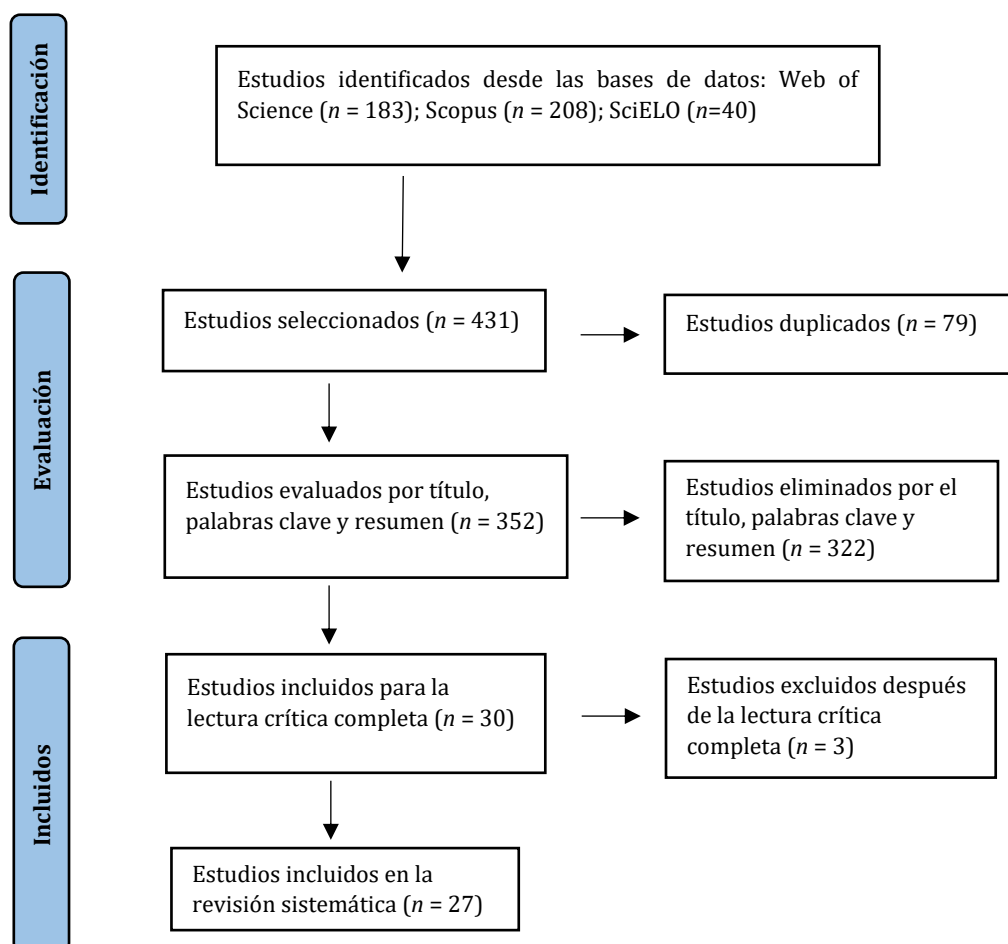 Identificación
Estudios identificados desde las bases de datos: Web of
Science (n = 183); Scopus (n = 208); SciELO (n=40)
Evaluación
Estudios seleccionados (n = 431)
Estudios duplicados (n = 79)
Estudios evaluados por título,
palabras clave y resumen (n = 352)
Estudios eliminados por el
título, palabras clave y
resumen (n = 322)
Incluidos
Estudios incluidos para la
lectura crítica completa (n = 30)
Estudios excluidos después
de la lectura crítica
completa (n = 3)
Estudios incluidos en la
revisión sistemática (n = 27)